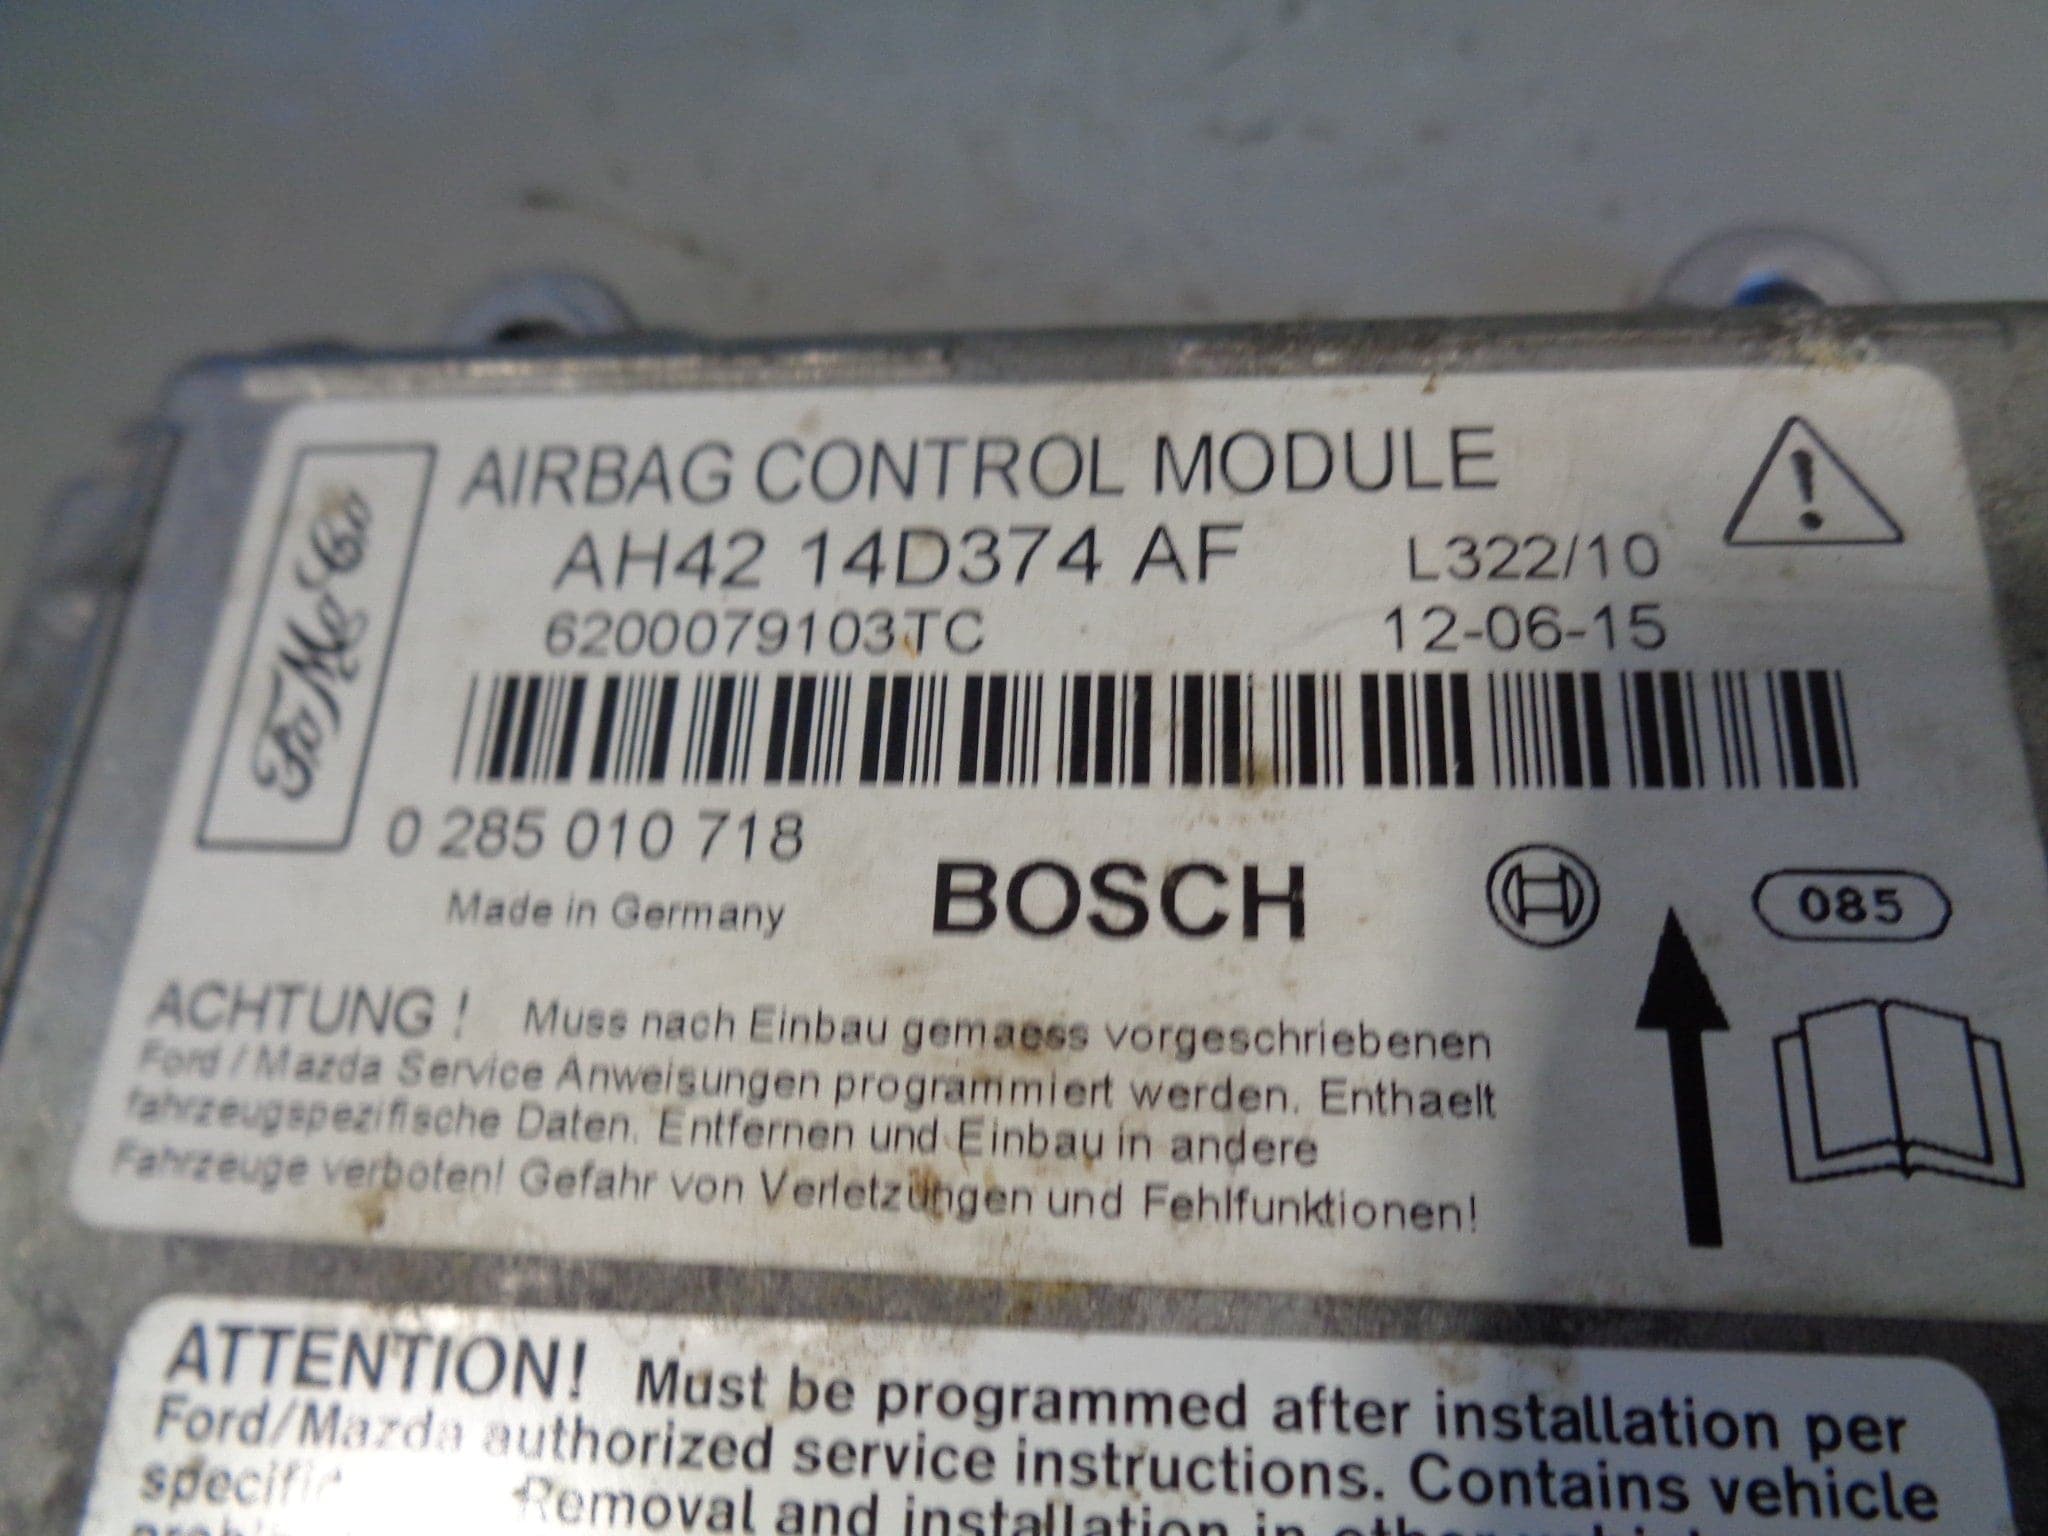 FoMoCo
AIRBAG CONTROL MODULE
AH42 14D374 AF L322/10
6200079103TC 12-06-15
0 285 010 718
Made in Germany BOSCH 085
ACHTUNG ! Muss nach Einbau gemaess vorgeschriebenen
Ford / Mazda Service Anweisungen programmiert werden. Enthaelt
fahrzeugspezifische Daten. Entfernen und Einbau in andere
Fahrzeuge verboten! Gefahr von Verletzungen und Fehlfunktionen!
ATTENTION! Must be programmed after installation per
Ford/Mazda authorized service instructions. Contains vehicle
Removal and installation in other